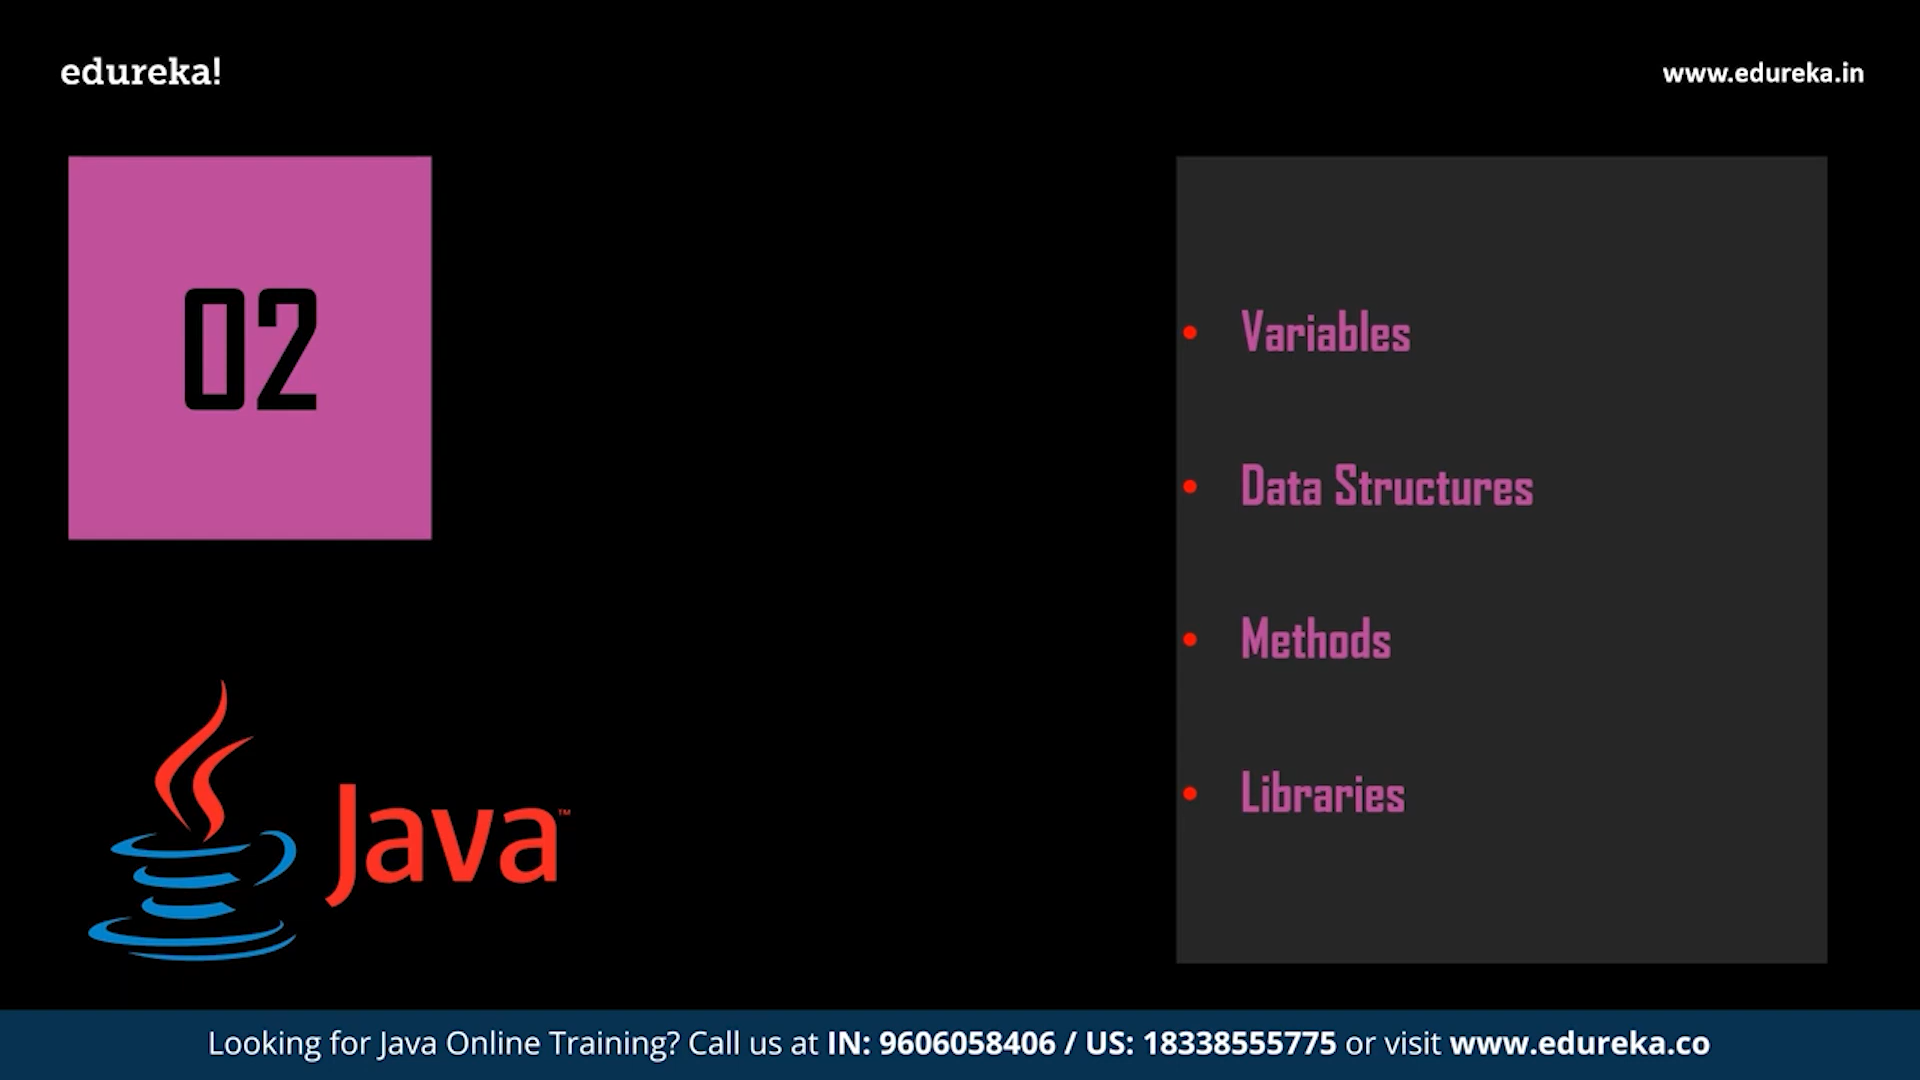 edureka!
www.edureka.in
02
Variables
Data Structures
Methods
Libraries
Java™
Looking for Java Online Training? Call us at IN: 9606058406 / US: 18338555775 or visit www.edureka.co